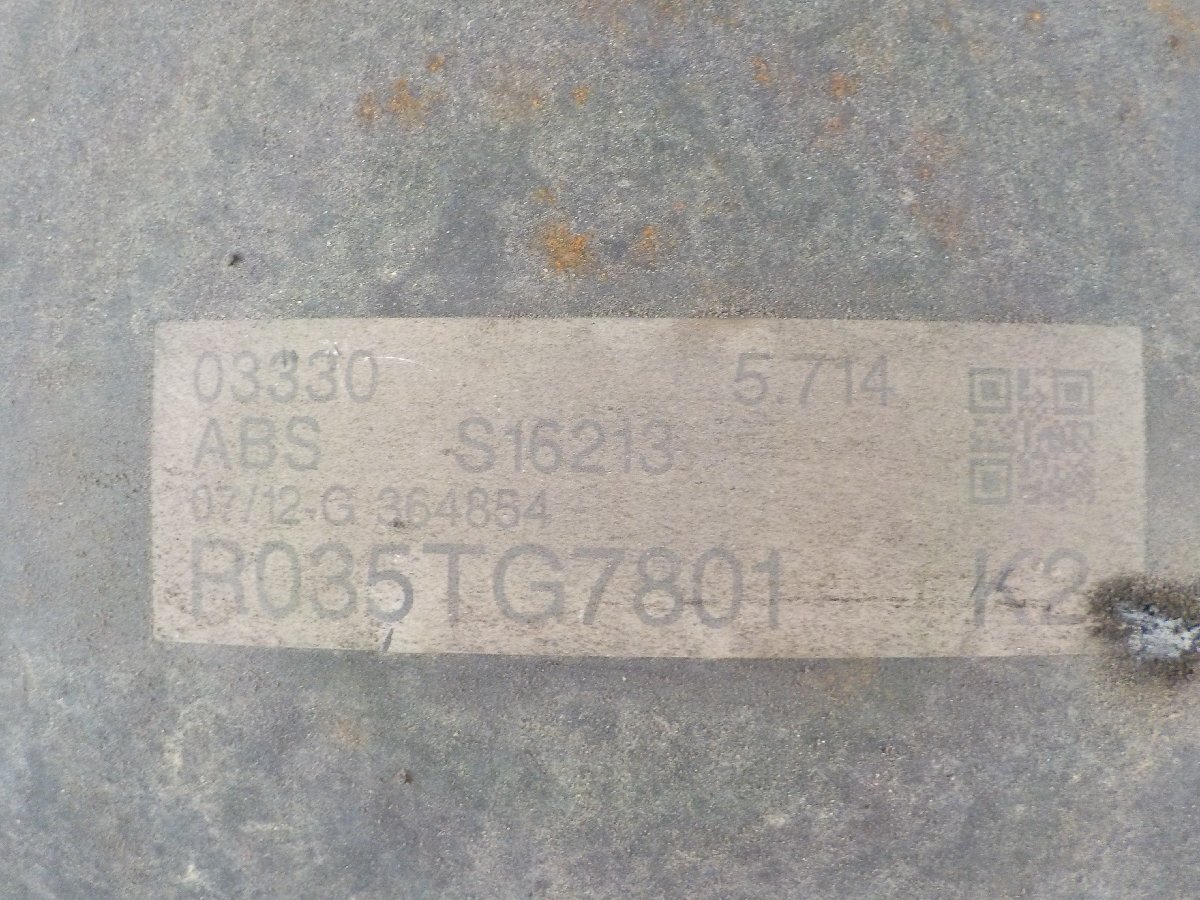 03330 5.714
ABS S16213
07/12-G 364854
R035TG7801 K2